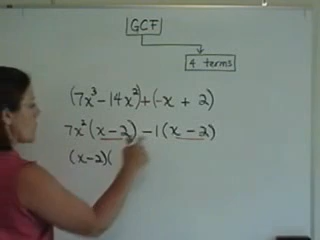 GCF
4 terms
(7x³ - 14x²) + (-x + 2)
7x²(x - 2) - 1(x - 2)
(x - 2)(